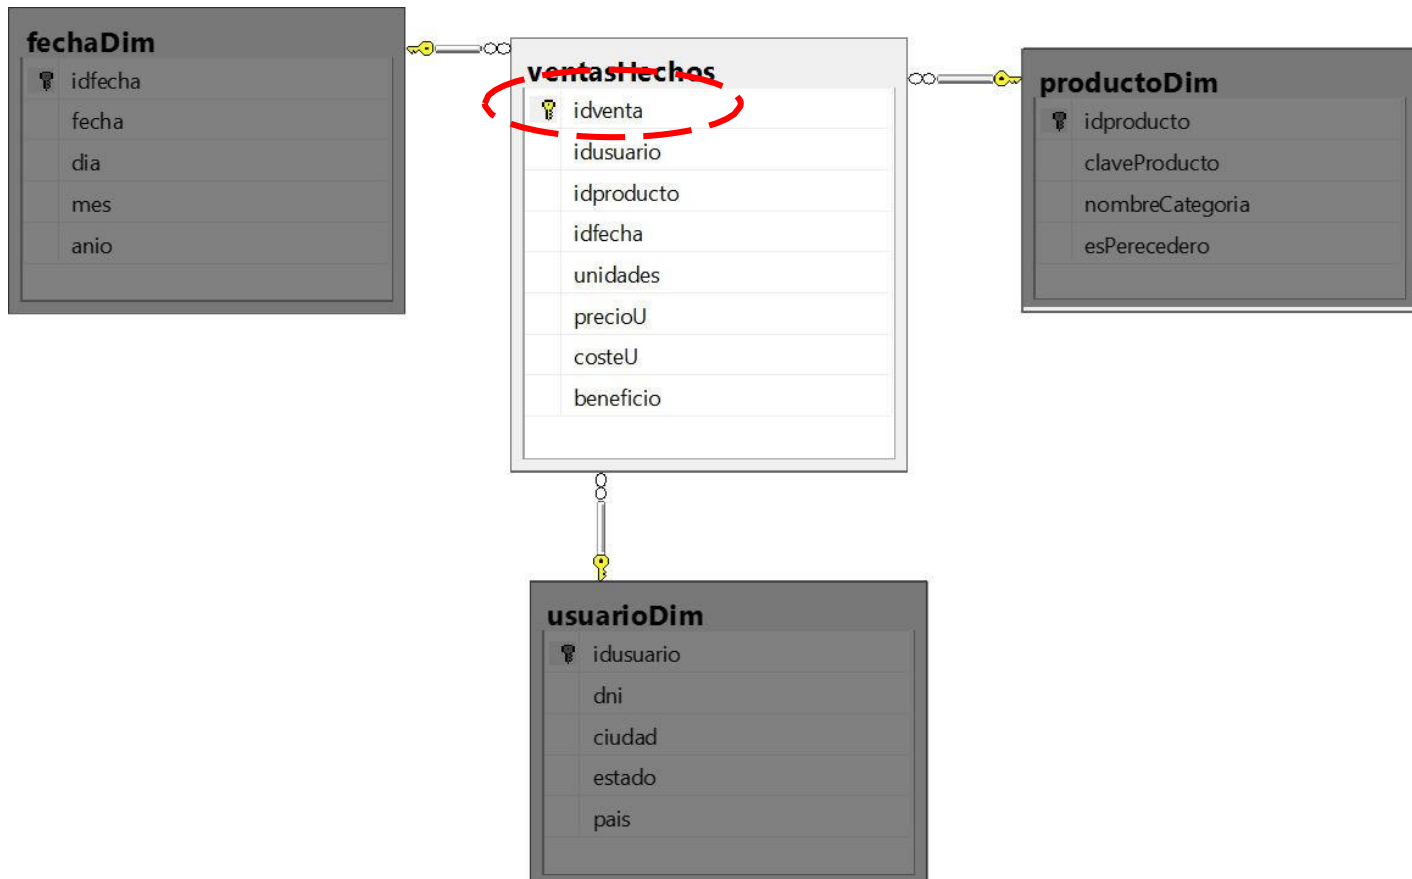 fechaDim
idfecha
fecha
dia
mes
anio
ventasHechos
idventa
idusuario
idproducto
idfecha
unidades
precioU
costeU
beneficio
productoDim
idproducto
claveProducto
nombreCategoria
esPerecedero
usuarioDim
idusuario
dni
ciudad
estado
pais